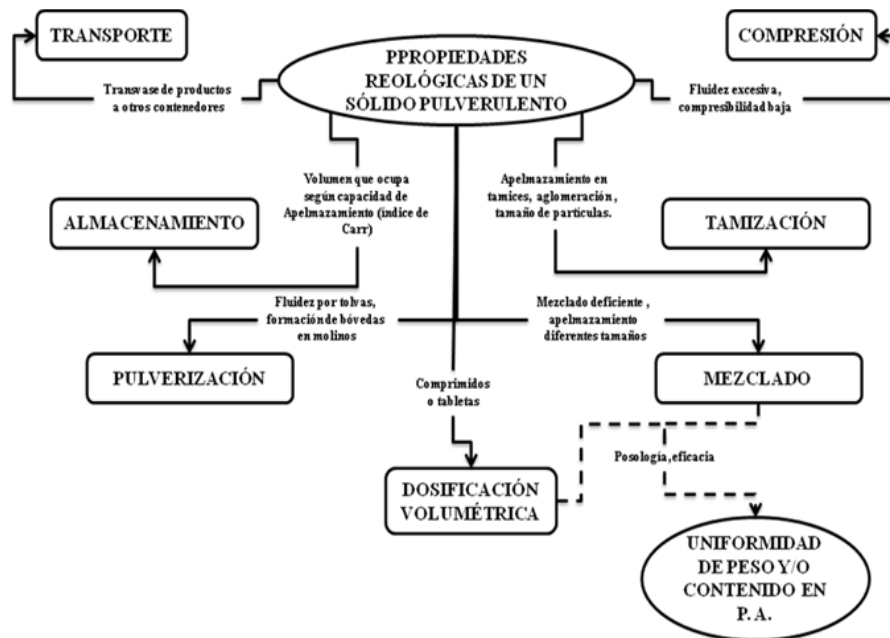 TRANSPORTE
PPROPIEDADES
REOLÓGICAS DE UN
SÓLIDO PULVERULENTO
COMPRESIÓN
Transvase de productos
a otros contenedores
Fluidez excesiva,
compresibilidad baja
Volumen que ocupa
según capacidad de
Apelmazamiento (índice de
Carr)
Apelmazamiento en
tamices, aglomeración,
tamaño de partículas.
ALMACENAMIENTO
TAMIZACIÓN
Fluidez por tolvas,
formación de bóvedas
en molinos
Mezclado deficiente,
apelmazamiento
diferentes tamaños
PULVERIZACIÓN
MEZCLADO
Comprimidos
o tabletas
Posología, eficacia
DOSIFICACIÓN
VOLUMÉTRICA
UNIFORMIDAD
DE PESO Y/O
CONTENIDO EN
P. A.